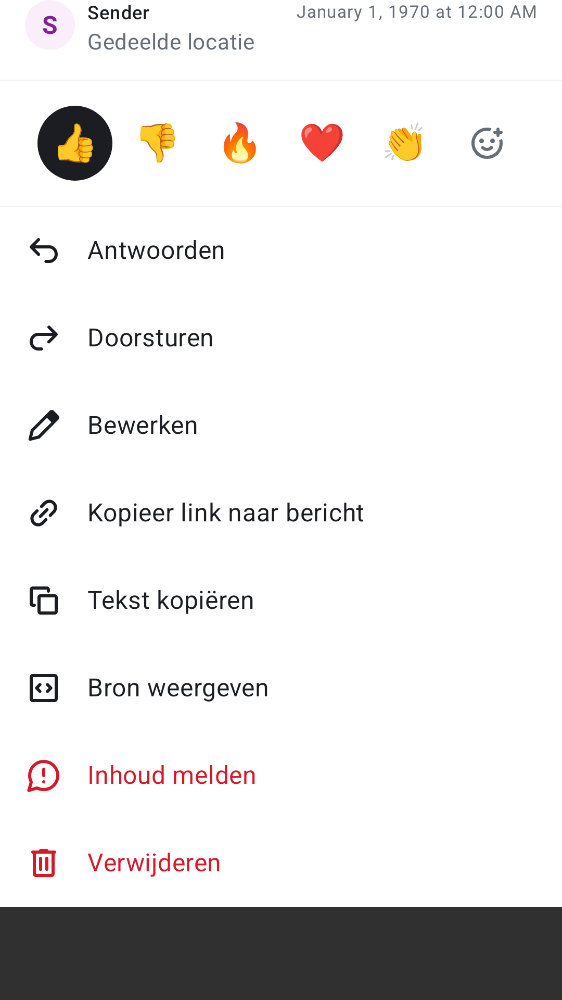 S
Sender
January 1, 1970 at 12:00 AM
Gedeelde locatie
Antwoorden
Doorsturen
Bewerken
Kopieer link naar bericht
Tekst kopiëren
Bron weergeven
Inhoud melden
Verwijderen